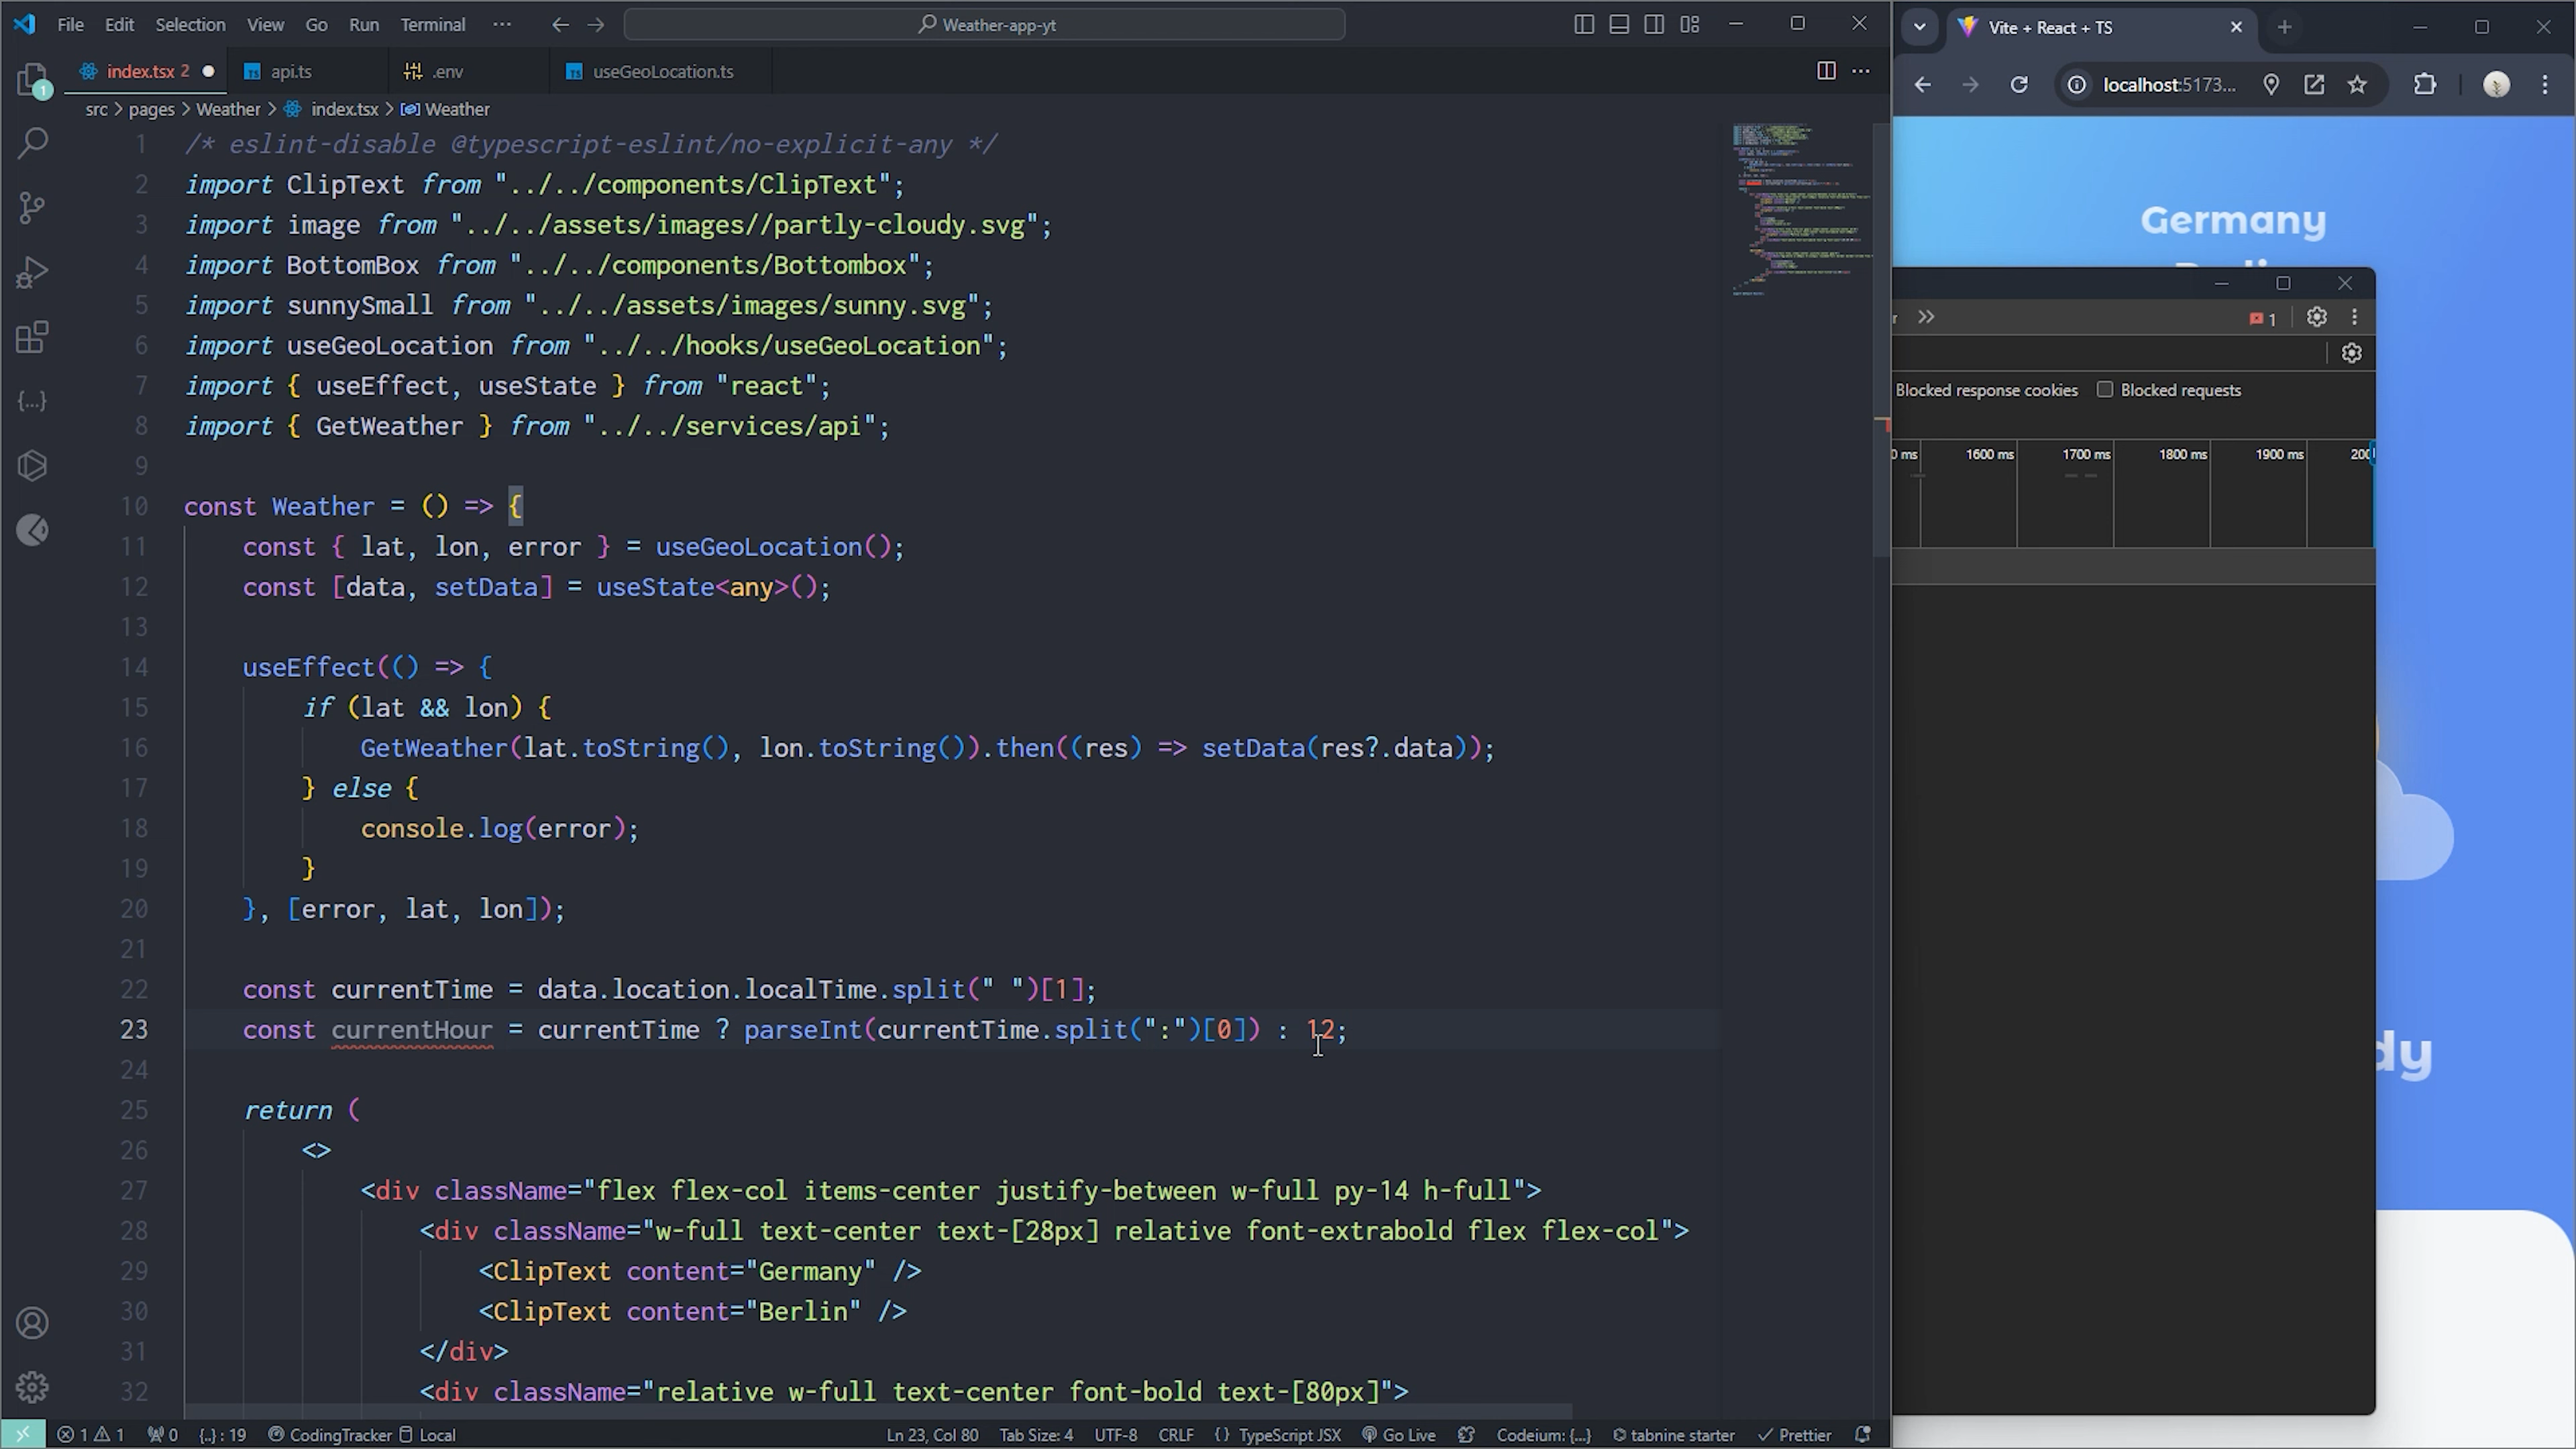 File Edit Selection View Go Run Terminal ··· Weather-app-yt
index.tsx 2 api.ts .env useGeoLocation.ts
src > pages > Weather > index.tsx > Weather
1 /* eslint-disable @typescript-eslint/no-explicit-any */
2 import ClipText from "../../components/ClipText";
3 import image from "../../assets/images//partly-cloudy.svg";
4 import BottomBox from "../../components/Bottombox";
5 import sunnySmall from "../../assets/images/sunny.svg";
6 import useGeoLocation from "../../hooks/useGeoLocation";
7 import { useEffect, useState } from "react";
8 import { GetWeather } from "../../services/api";
9
10 const Weather = () => {
11 const { lat, lon, error } = useGeoLocation();
12 const [data, setData] = useState<any>();
13
14 useEffect(() => {
15 if (lat && lon) {
16 GetWeather(lat.toString(), lon.toString()).then((res) => setData(res?.data));
17 } else {
18 console.log(error);
19 }
20 }, [error, lat, lon]);
21
22 const currentTime = data.location.localTime.split(" ")[1];
23 const currentHour = currentTime ? parseInt(currentTime.split(":")[0]) : 12;
24
25 return (
26 <>
27 <div className="flex flex-col items-center justify-between w-full py-14 h-full">
28 <div className="w-full text-center text-[28px] relative font-extrabold flex flex-col">
29 <ClipText content="Germany" />
30 <ClipText content="Berlin" />
31 </div>
32 <div className="relative w-full text-center font-bold text-[80px]">
1 1 0 {..} : 19 CodingTracker Local Ln 23, Col 80 Tab Size: 4 UTF-8 CRLF {} TypeScript JSX Go Live Codeium: {...} tabnine starter Prettier
1
Vite + React + TS
localhost:5173...
Germany
1
Blocked response cookies Blocked requests
0 ms 1600 ms 1700 ms 1800 ms 1900 ms 200
dy